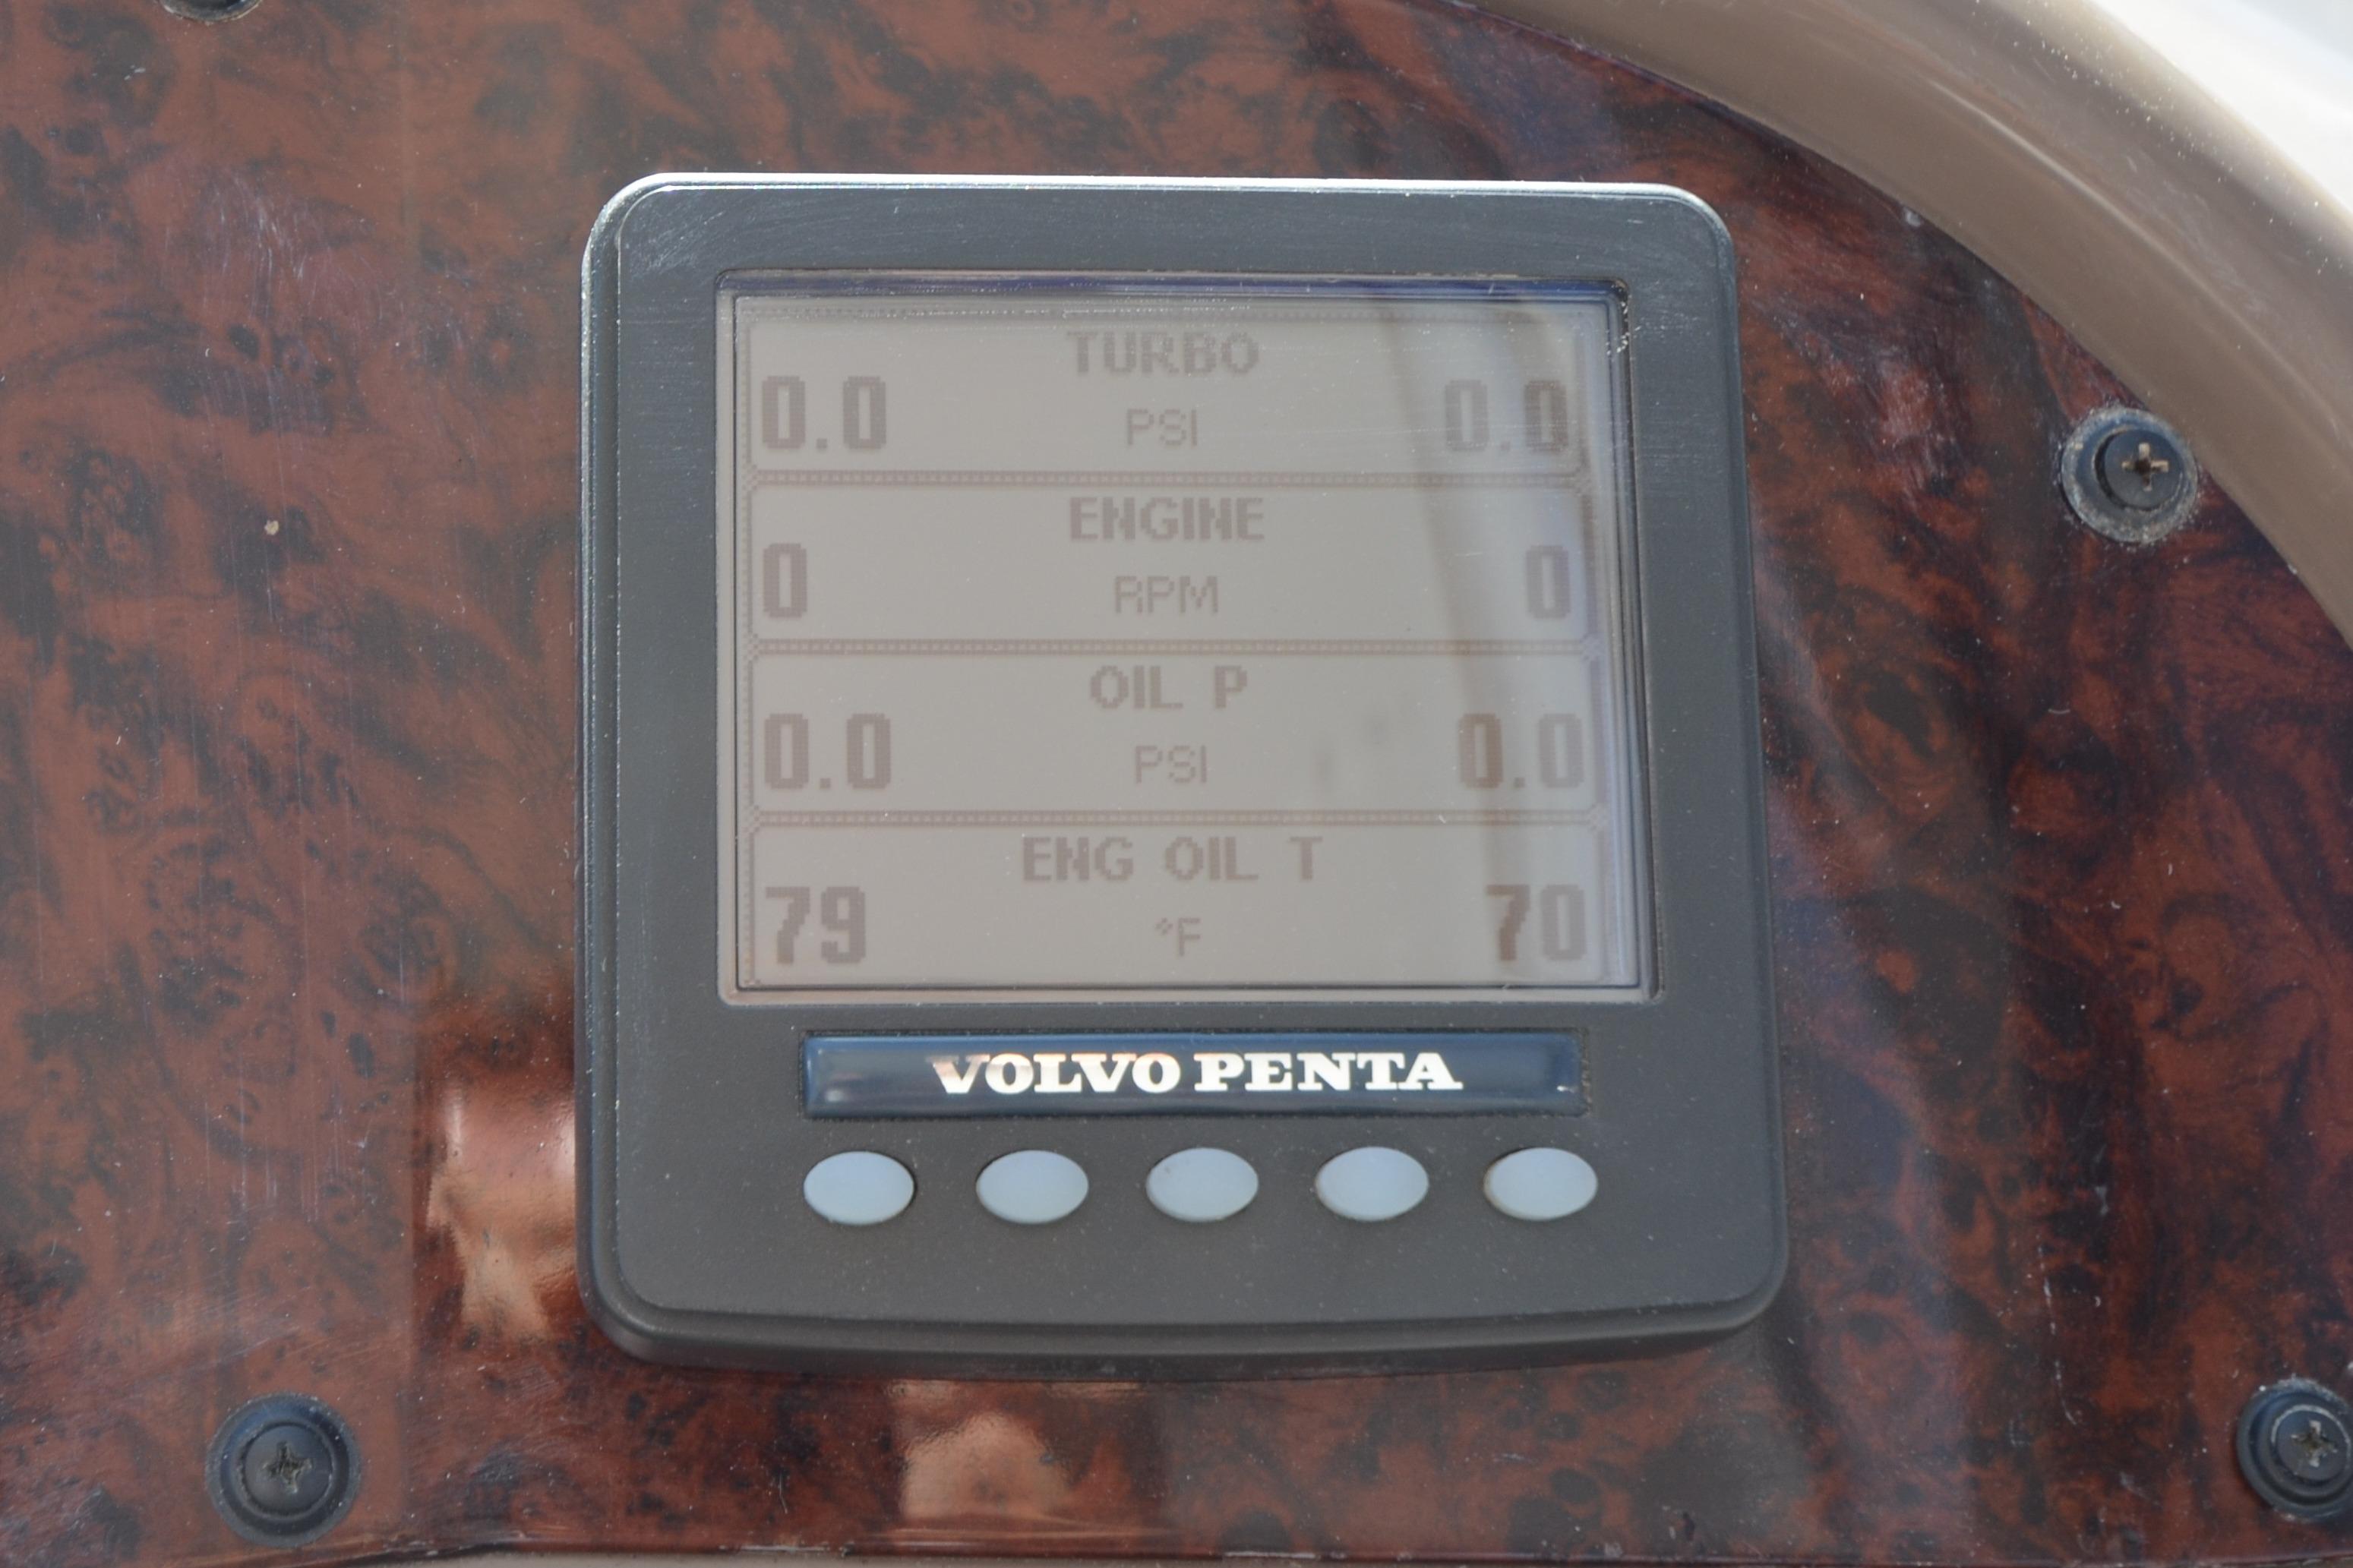 TURBO
0.0 PSI 0.0
ENGINE
0 RPM 0
OIL P
0.0 PSI 0.0
ENG OIL T
79 °F 70
VOLVO PENTA